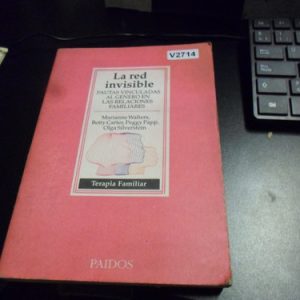 V2714
La red
invisible
PAUTAS VINCULADAS
AL GENERO EN
LAS RELACIONES
FAMILIARES
Marianne Walters,
Betty Carter, Peggy Papp,
Olga Silverstein
Terapia Familiar
PAIDOS